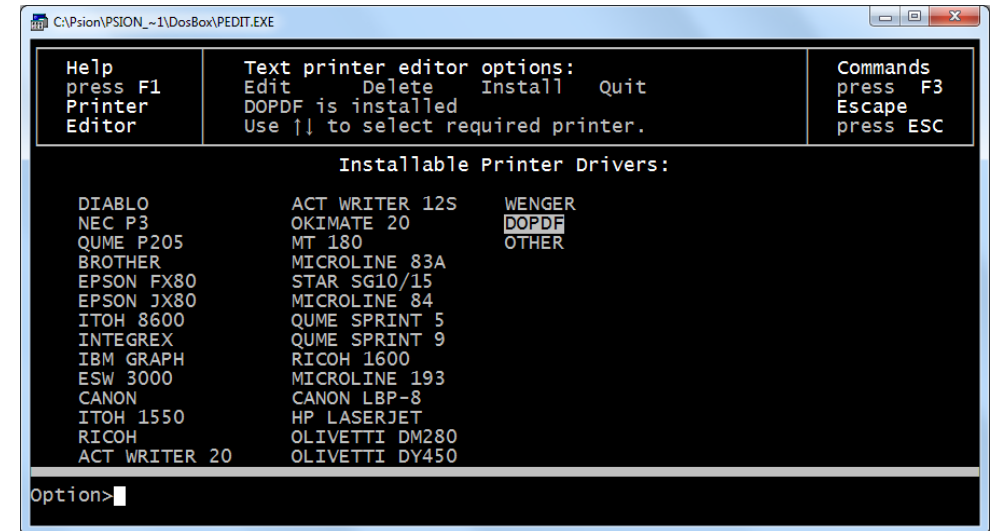 C:\Psion\PSION_~1\DosBox\PEDIT.EXE
Help Text printer editor options: Commands
press F1 Edit Delete Install Quit press F3
Printer DOPDF is installed Escape
Editor Use ↑↓ to select required printer. press ESC
Installable Printer Drivers:
DIABLO ACT WRITER 12S WENGER
NEC P3 OKIMATE 20 DOPDF
QUME P205 MT 180 OTHER
BROTHER MICROLINE 83A
EPSON FX80 STAR SG10/15
EPSON JX80 MICROLINE 84
ITOH 8600 QUME SPRINT 5
INTEGREX QUME SPRINT 9
IBM GRAPH RICOH 1600
ESW 3000 MICROLINE 193
CANON CANON LBP-8
ITOH 1550 HP LASERJET
RICOH OLIVETTI DM280
ACT WRITER 20 OLIVETTI DY450
Option>